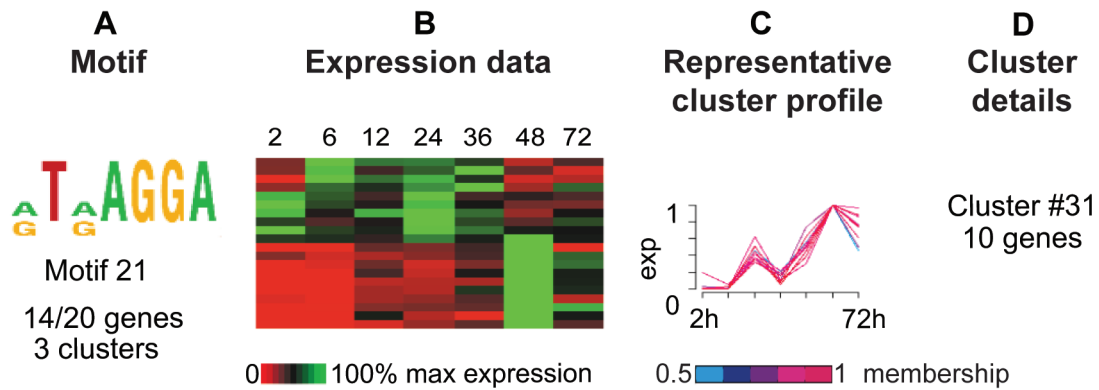 A
Motif
B
Expression data
C
Representative
cluster profile
D
Cluster
details
2 6 12 24 36 48 72
A T A AGGA
G G
Motif 21
14/20 genes
3 clusters
0 100% max expression
1
exp
0
2h 72h
0.5 1 membership
Cluster #31
10 genes